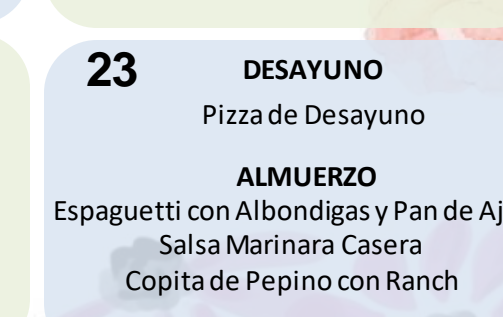 23
DESAYUNO
Pizza de Desayuno
ALMUERZO
Espaguetti con Albondigas y Pan de
Salsa Marinara Casera
Copita de Pepino con Ranch